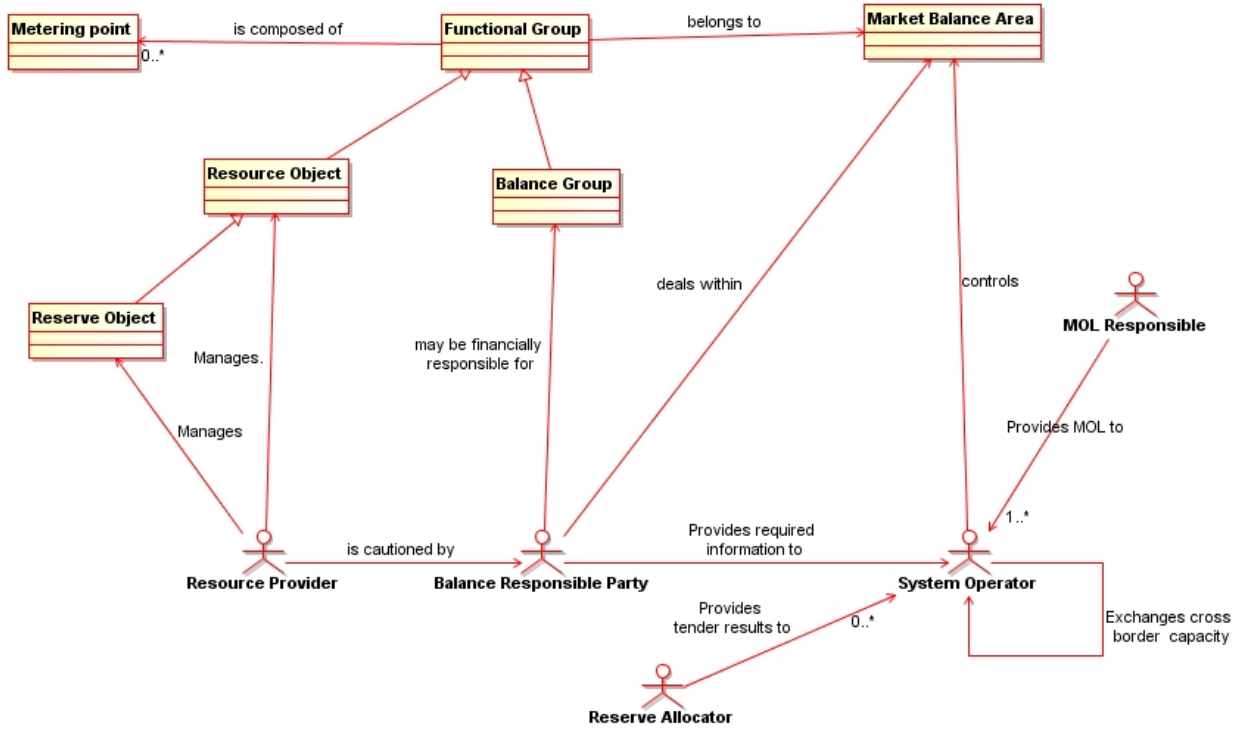 Metering point
is composed of
0..*
Functional Group
belongs to
Market Balance Area
Resource Object
Balance Group
deals within
controls
Reserve Object
MOL Responsible
Manages.
may be financially
responsible for
Manages
Provides MOL to
1..*
is cautioned by
Provides required
information to
Resource Provider
Balance Responsible Party
System Operator
Provides
tender results to
0..*
Exchanges cross
border capacity
Reserve Allocator